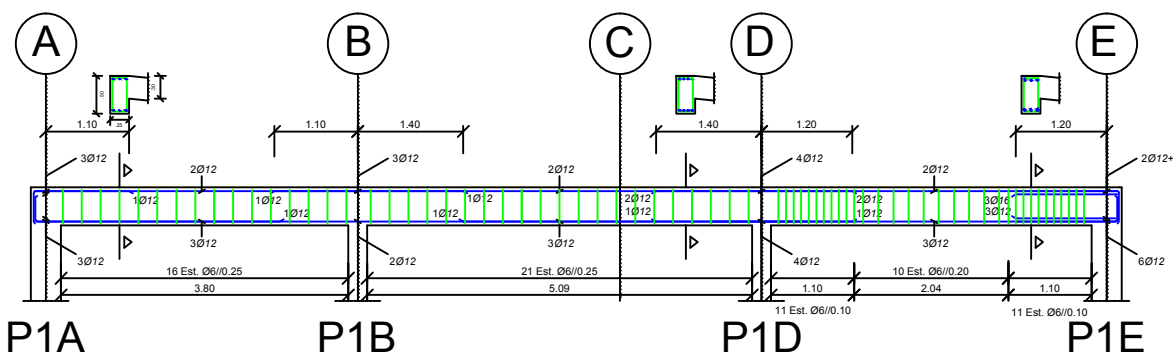 A B C D E
50 30
25
1.10 1.10 1.40 1.40 1.20 1.20
3Ø12 2Ø12 3Ø12 2Ø12 4Ø12 2Ø12 2Ø12+
1Ø12 1Ø12 1Ø12 2Ø12 2Ø12 3Ø16
1Ø12 1Ø12 1Ø12 1Ø12 3Ø12
3Ø12 3Ø12 2Ø12 3Ø12 4Ø12 3Ø12 6Ø12
16 Est. Ø6//0.25 21 Est. Ø6//0.25 10 Est. Ø6//0.20
3.80 5.09 1.10 2.04 1.10
11 Est. Ø6//0.10 11 Est. Ø6//0.10
P1A P1B P1D P1E